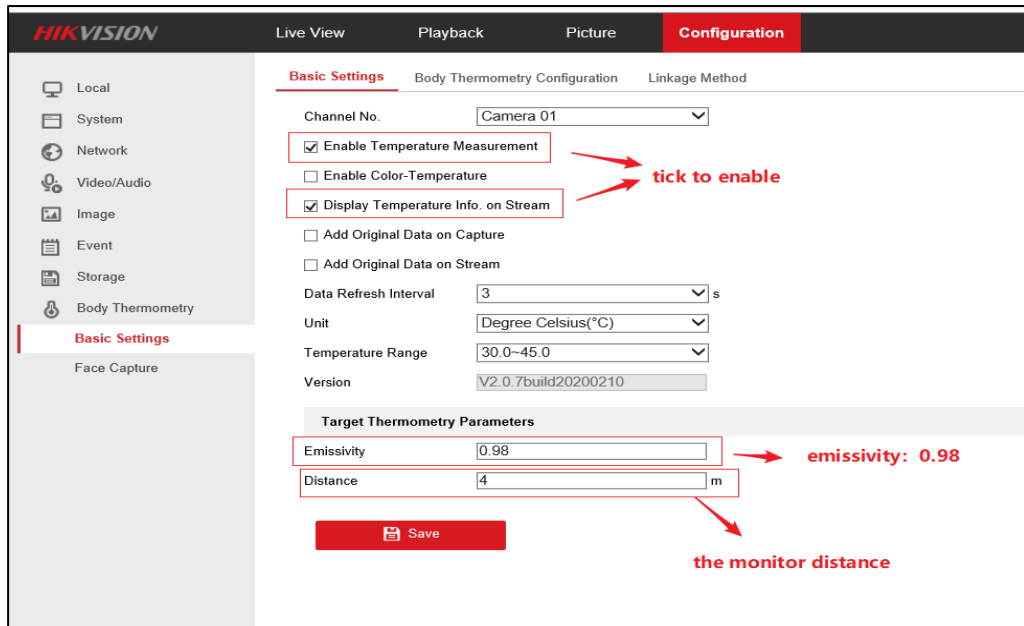 HIKVISION Live View Playback Picture Configuration
Local
System
Network
Video/Audio
Image
Event
Storage
Body Thermometry
Basic Settings
Face Capture
Basic Settings Body Thermometry Configuration Linkage Method
Channel No. Camera 01
Enable Temperature Measurement
Enable Color-Temperature
tick to enable
Display Temperature Info. on Stream
Add Original Data on Capture
Add Original Data on Stream
Data Refresh Interval 3 s
Unit Degree Celsius(°C)
Temperature Range 30.0~45.0
Version V2.0.7build20200210
Target Thermometry Parameters
Emissivity 0.98
emissivity: 0.98
Distance 4 m
Save
the monitor distance